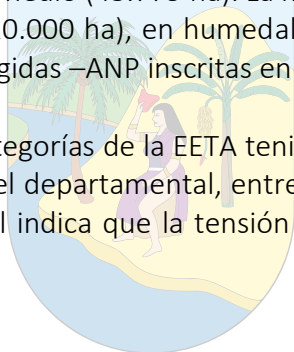 0.000 ha), en humedal
gidas –ANP inscritas en
tegorías de la EETA teni
el departamental, entre
l indica que la tensión